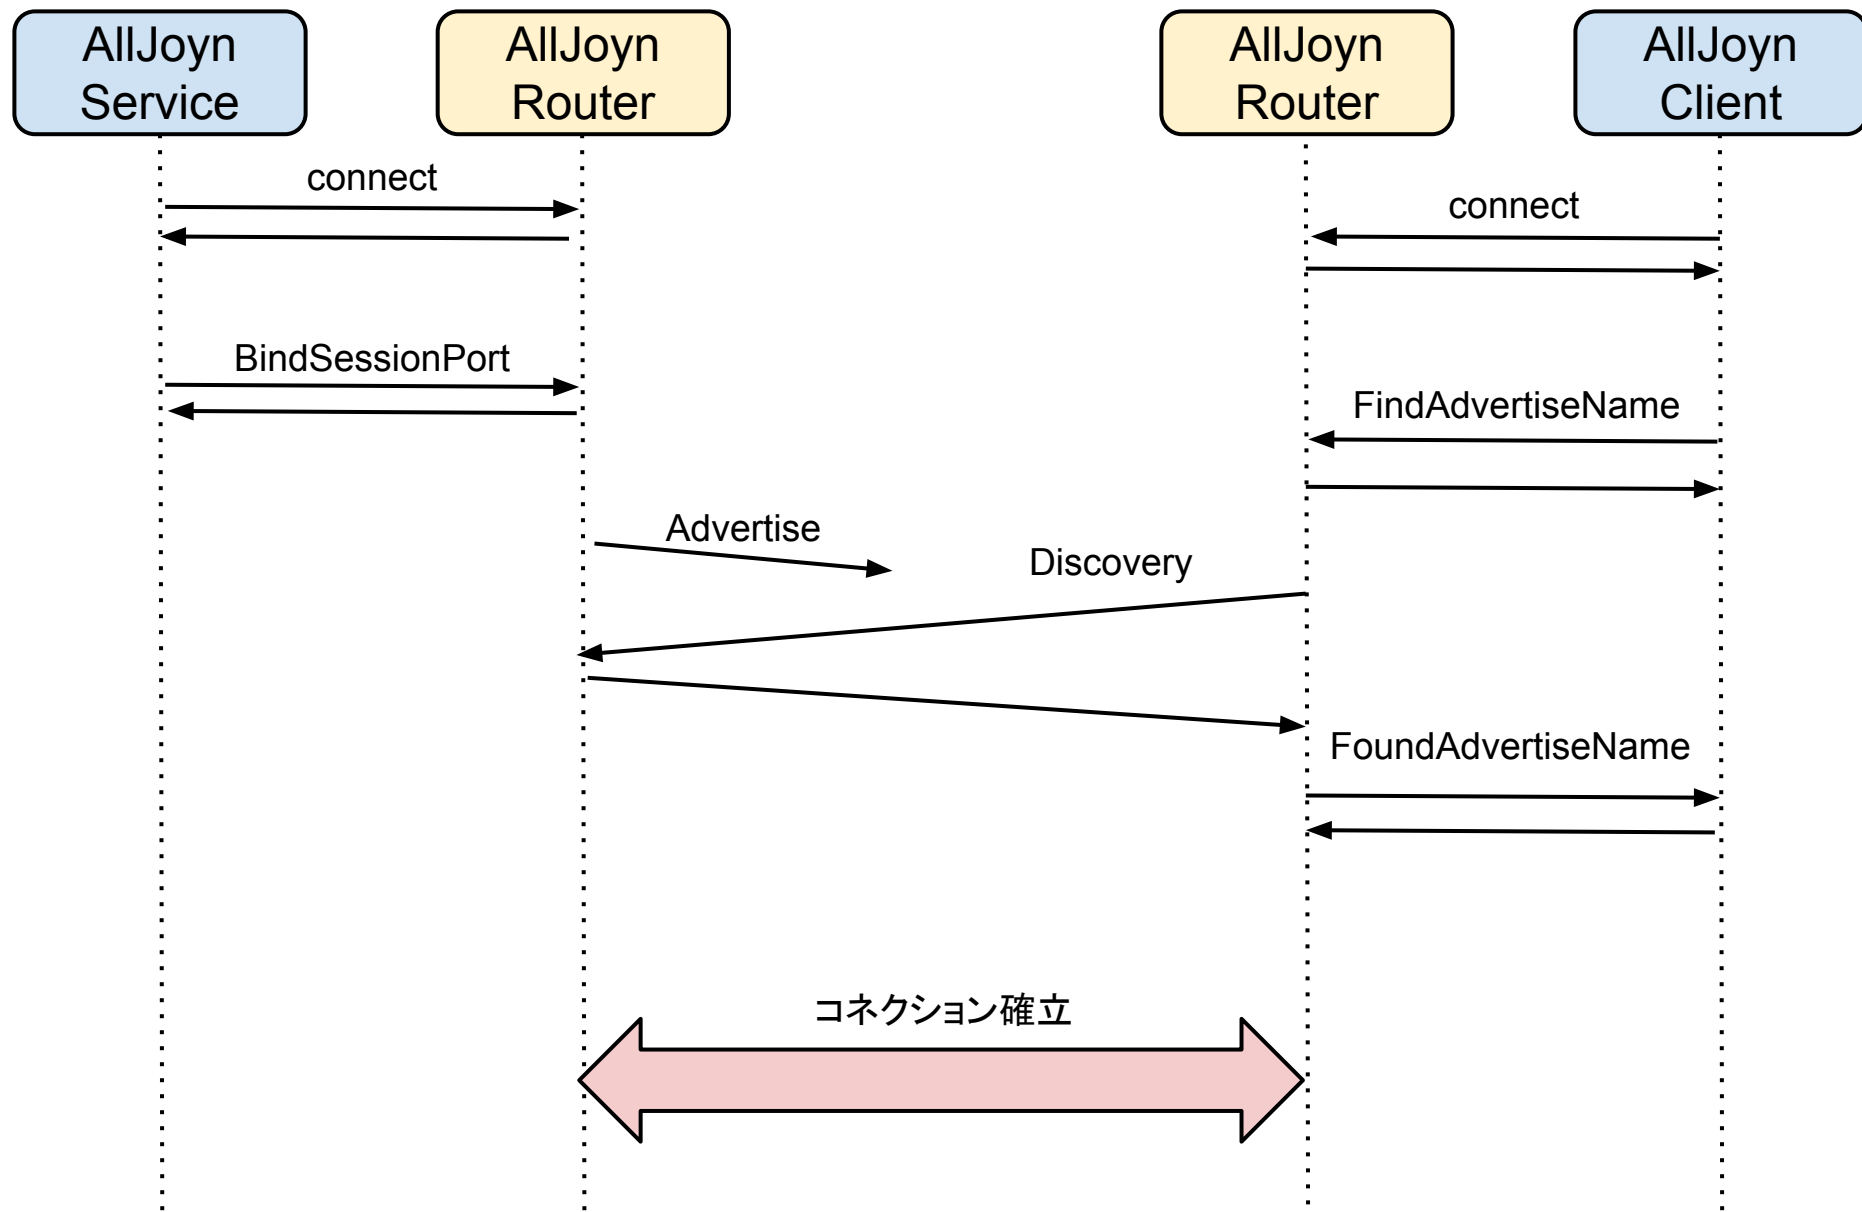 AllJoyn
Service
AllJoyn
Router
AllJoyn
Router
AllJoyn
Client
connect
connect
BindSessionPort
FindAdvertiseName
Advertise
Discovery
FoundAdvertiseName
コネクション確立